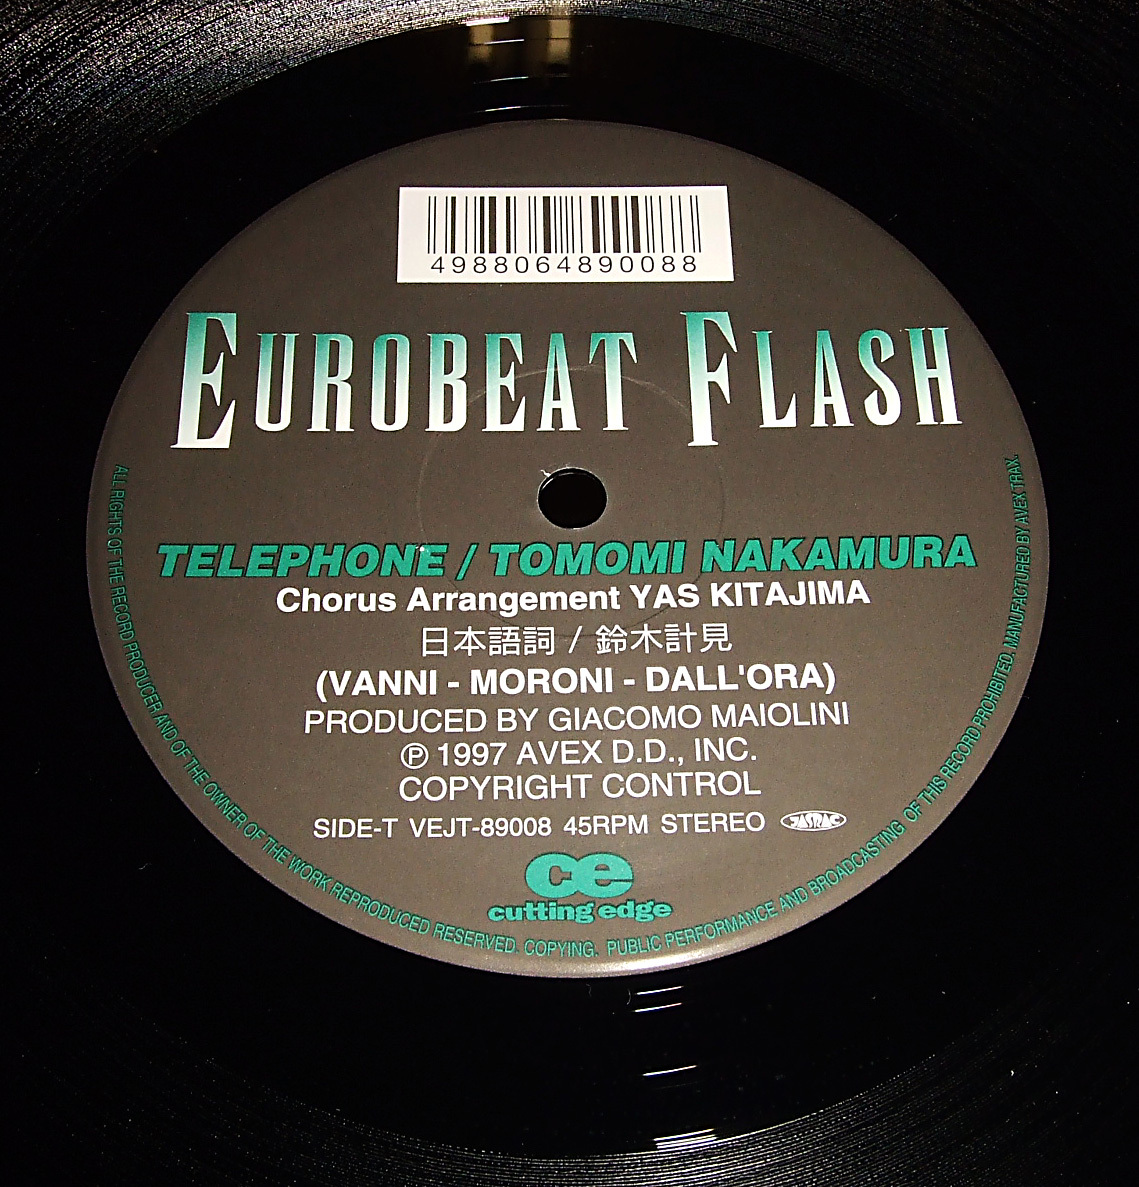 4988064890088
EUROBEAT FLASH
TELEPHONE / TOMOMI NAKAMURA
Chorus Arrangement YAS KITAJIMA
日本語詞 / 鈴木計見
(VANNI - MORONI - DALL'ORA)
PRODUCED BY GIACOMO MAIOLINI
Ⓟ 1997 AVEX D.D., INC.
COPYRIGHT CONTROL
SIDE-T VEJT-89008 45RPM STEREO JASRAC
ce
cutting edge
ALL RIGHTS OF THE RECORD PRODUCER AND OF THE OWNER OF THE WORK REPRODUCED RESERVED. COPYING. PUBLIC PERFORMANCE AND BROADCASTING OF THIS RECORD PROHIBITED. MANUFACTURED BY AVEX TRAX.